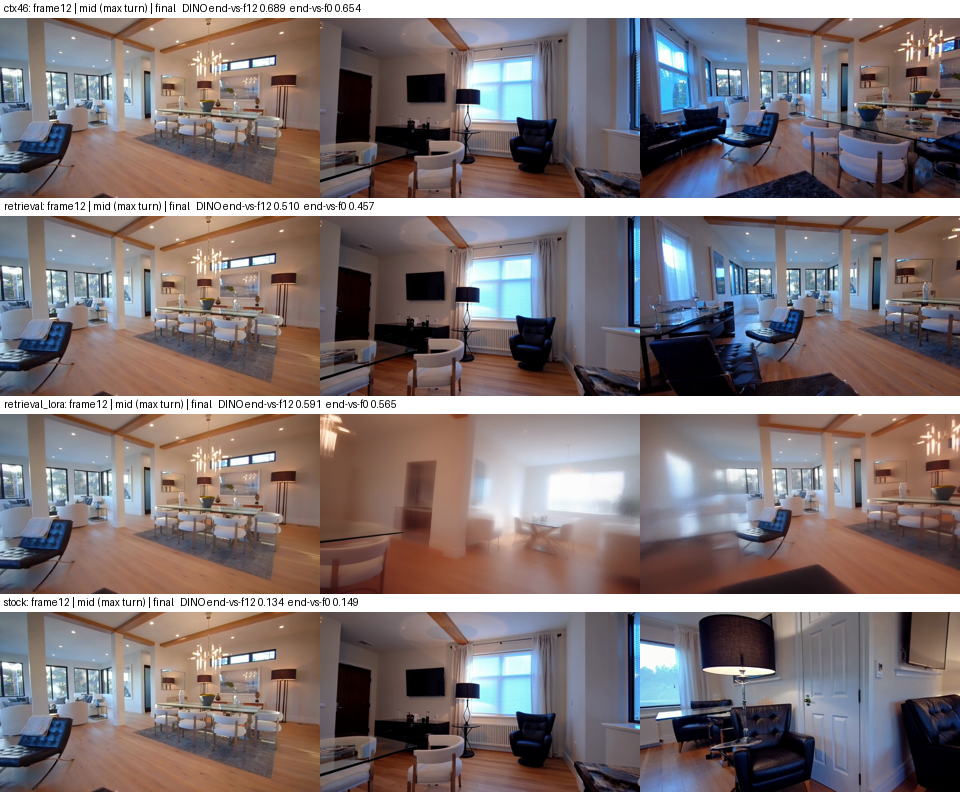 ctx46: frame12 | mid (max turn) | final  DINO end-vs-f12 0.689  end-vs-f0 0.654
retrieval: frame12 | mid (max turn) | final  DINO end-vs-f12 0.510  end-vs-f0 0.457
retrieval_lora: frame12 | mid (max turn) | final  DINO end-vs-f12 0.591  end-vs-f0 0.565
stock: frame12 | mid (max turn) | final  DINO end-vs-f12 0.134  end-vs-f0 0.149